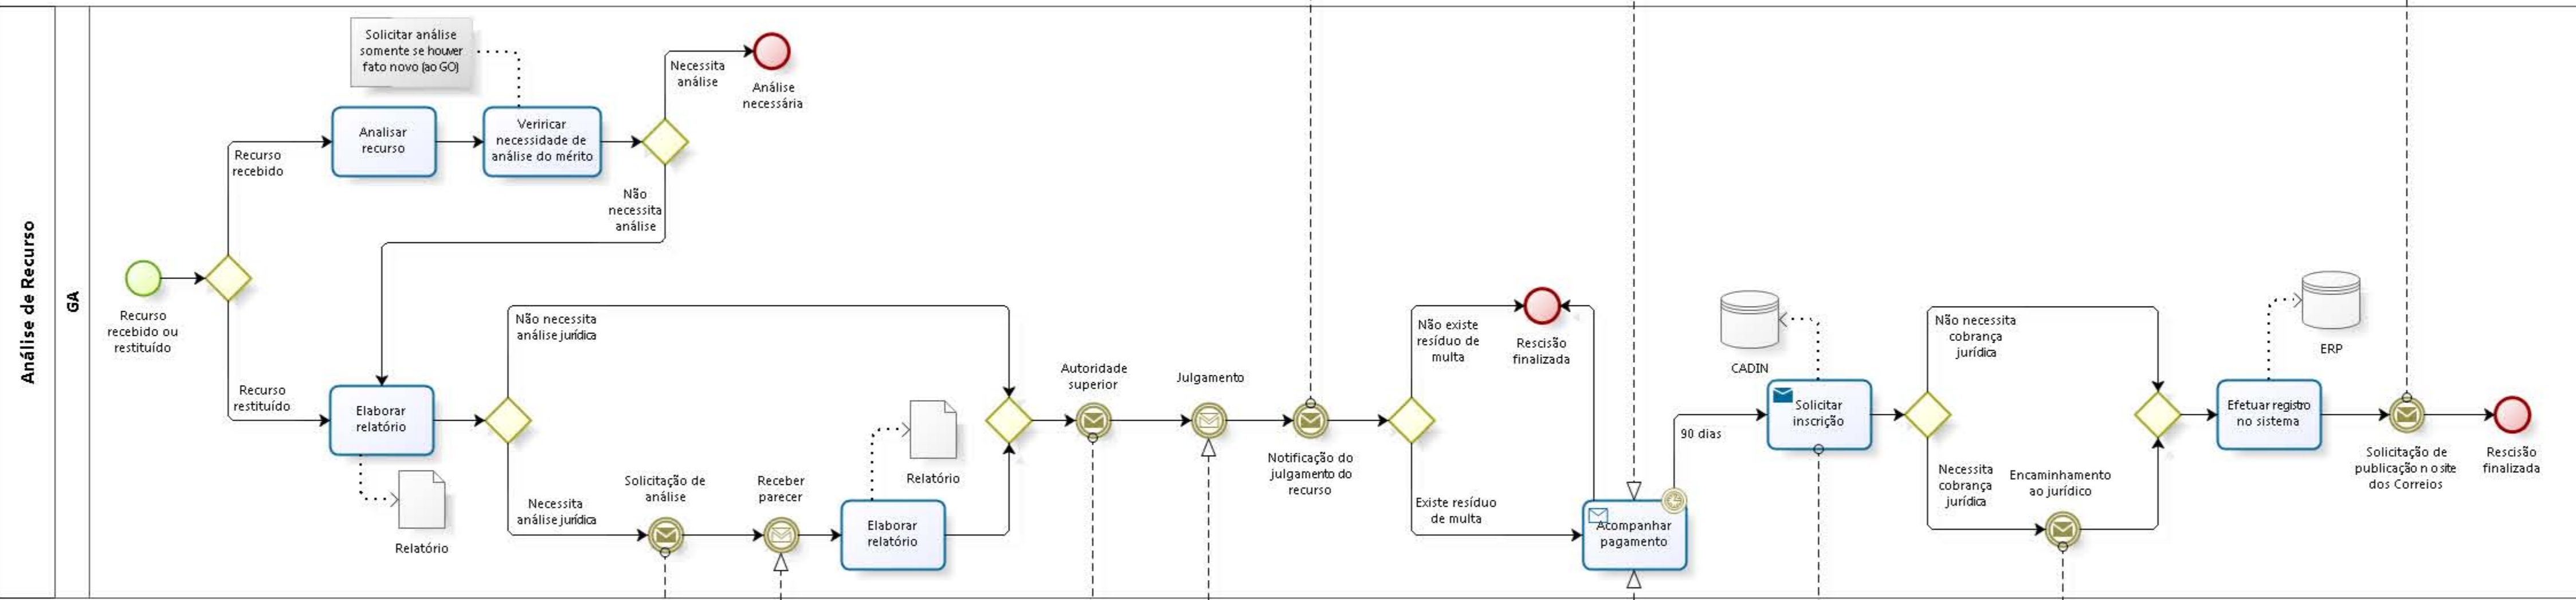 Análise de Recurso
GA
Solicitar análise
somente se houver
fato novo (ao GO)
Necessita
análise
Análise
necessária
Analisar
recurso
Veriricar
necessidade de
análise do mérito
Recurso
recebido
Não
necessita
análise
Recurso
recebido ou
restituído
Recurso
restituído
Elaborar
relatório
Relatório
Não necessita
análise jurídica
Necessita
análise jurídica
Solicitação de
análise
Receber
parecer
Elaborar
relatório
Relatório
Autoridade
superior
Julgamento
Notificação do
julgamento do
recurso
Não existe
resíduo de
multa
Rescisão
finalizada
Existe resíduo
de multa
Acompanhar
pagamento
90 dias
CADIN
Solicitar
inscrição
Não necessita
cobrança
jurídica
Necessita
cobrança
jurídica
Encaminhamento
ao jurídico
ERP
Efetuar registro
no sistema
Solicitação de
publicação no site
dos Correios
Rescisão
finalizada